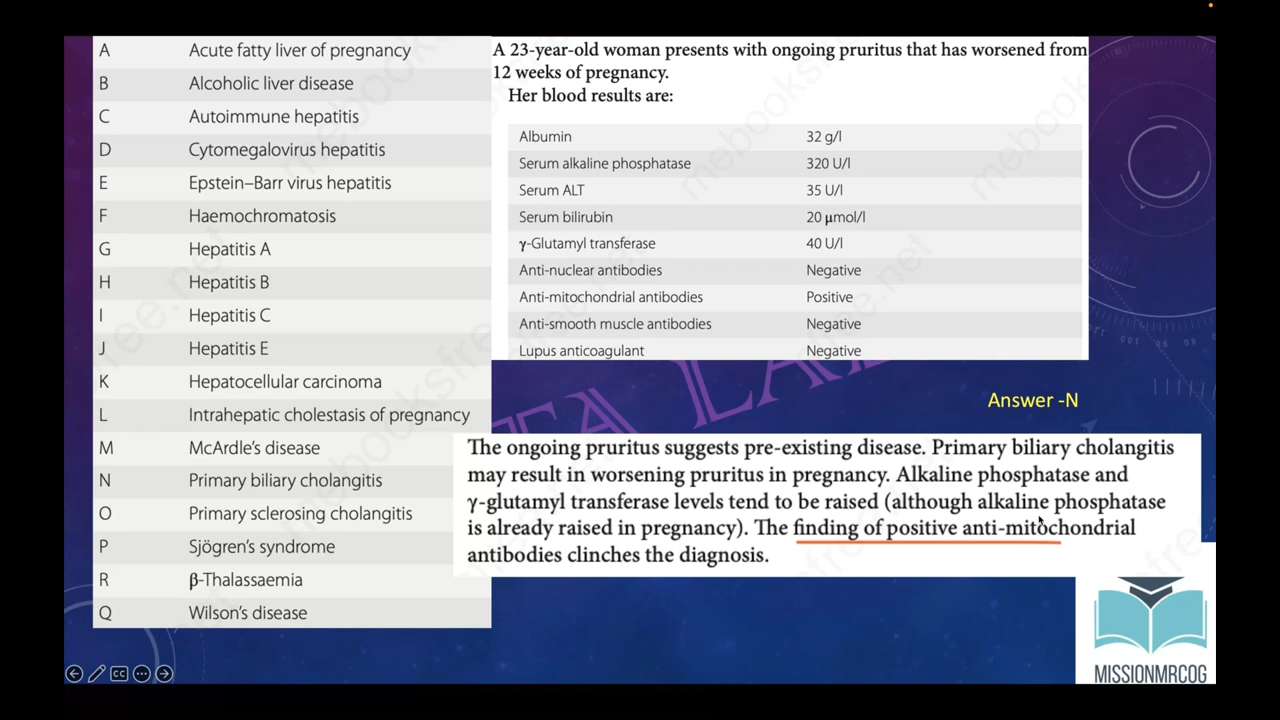 A Acute fatty liver of pregnancy
B Alcoholic liver disease
C Autoimmune hepatitis
D Cytomegalovirus hepatitis
E Epstein–Barr virus hepatitis
F Haemochromatosis
G Hepatitis A
H Hepatitis B
I Hepatitis C
J Hepatitis E
K Hepatocellular carcinoma
L Intrahepatic cholestasis of pregnancy
M McArdle's disease
N Primary biliary cholangitis
O Primary sclerosing cholangitis
P Sjögren's syndrome
R β-Thalassaemia
Q Wilson's disease
A 23-year-old woman presents with ongoing pruritus that has worsened from
12 weeks of pregnancy.
Her blood results are:
Albumin 32 g/l
Serum alkaline phosphatase 320 U/l
Serum ALT 35 U/l
Serum bilirubin 20 μmol/l
γ-Glutamyl transferase 40 U/l
Anti-nuclear antibodies Negative
Anti-mitochondrial antibodies Positive
Anti-smooth muscle antibodies Negative
Lupus anticoagulant Negative
Answer -N
The ongoing pruritus suggests pre-existing disease. Primary biliary cholangitis
may result in worsening pruritus in pregnancy. Alkaline phosphatase and
γ-glutamyl transferase levels tend to be raised (although alkaline phosphatase
is already raised in pregnancy). The finding of positive anti-mitochondrial
antibodies clinches the diagnosis.
MISSIONMRCOG
CC